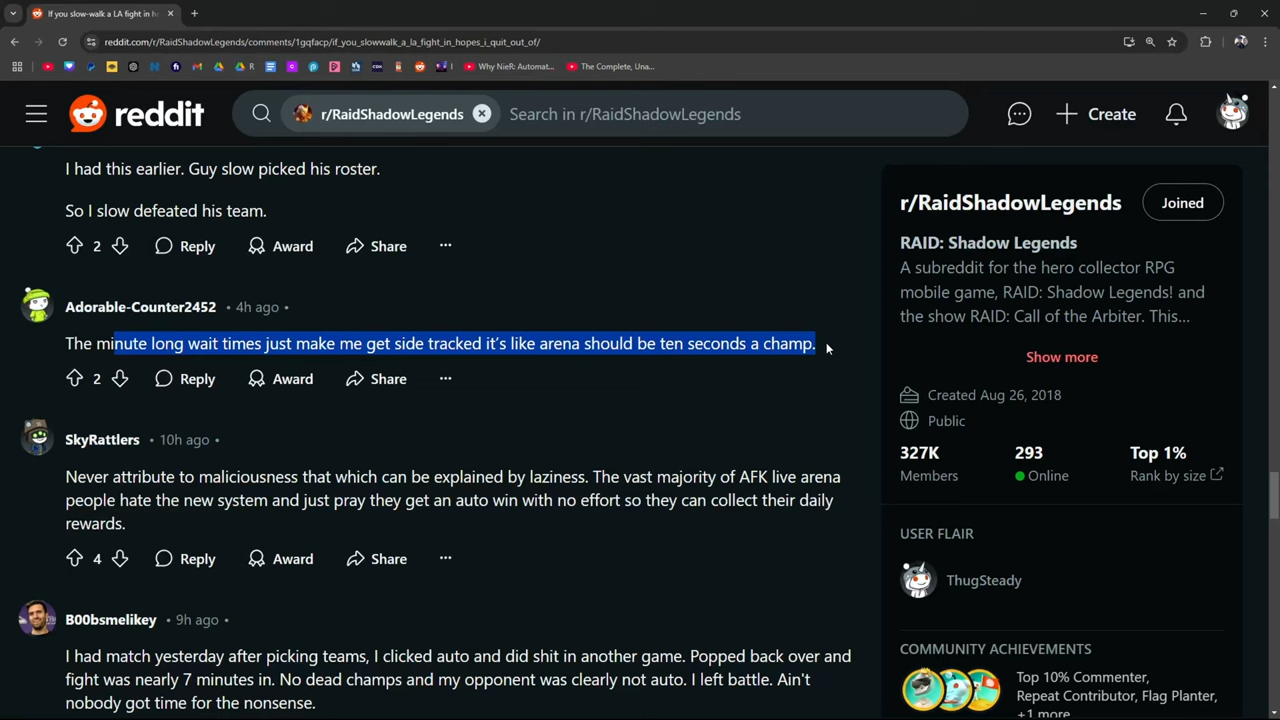 If you slow-walk a LA fight in h
reddit.com/r/RaidShadowLegends/comments/1gqfacp/if_you_slowwalk_a_la_fight_in_hopes_i_quit_out_of/
Why NieR: Automat...
The Complete, Una...
reddit
r/RaidShadowLegends
Search in r/RaidShadowLegends
Create
I had this earlier. Guy slow picked his roster.
So I slow defeated his team.
2 Reply Award Share ...
Adorable-Counter2452 • 4h ago •
The minute long wait times just make me get side tracked it's like arena should be ten seconds a champ.
2 Reply Award Share ...
SkyRattlers • 10h ago •
Never attribute to maliciousness that which can be explained by laziness. The vast majority of AFK live arena
people hate the new system and just pray they get an auto win with no effort so they can collect their daily
rewards.
4 Reply Award Share ...
B00bsmelikey • 9h ago •
I had match yesterday after picking teams, I clicked auto and did shit in another game. Popped back over and
fight was nearly 7 minutes in. No dead champs and my opponent was clearly not auto. I left battle. Ain't
nobody got time for the nonsense.
r/RaidShadowLegends
Joined
RAID: Shadow Legends
A subreddit for the hero collector RPG
mobile game, RAID: Shadow Legends! and
the show RAID: Call of the Arbiter. This...
Show more
Created Aug 26, 2018
Public
327K 293 Top 1%
Members Online Rank by size
USER FLAIR
ThugSteady
COMMUNITY ACHIEVEMENTS
Top 10% Commenter,
Repeat Contributor, Flag Planter,
+1 more